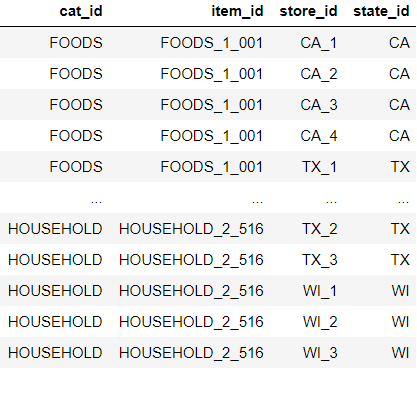 cat_id item_id store_id state_id
FOODS FOODS_1_001 CA_1 CA
FOODS FOODS_1_001 CA_2 CA
FOODS FOODS_1_001 CA_3 CA
FOODS FOODS_1_001 CA_4 CA
FOODS FOODS_1_001 TX_1 TX
... ... ... ...
HOUSEHOLD HOUSEHOLD_2_516 TX_2 TX
HOUSEHOLD HOUSEHOLD_2_516 TX_3 TX
HOUSEHOLD HOUSEHOLD_2_516 WI_1 WI
HOUSEHOLD HOUSEHOLD_2_516 WI_2 WI
HOUSEHOLD HOUSEHOLD_2_516 WI_3 WI